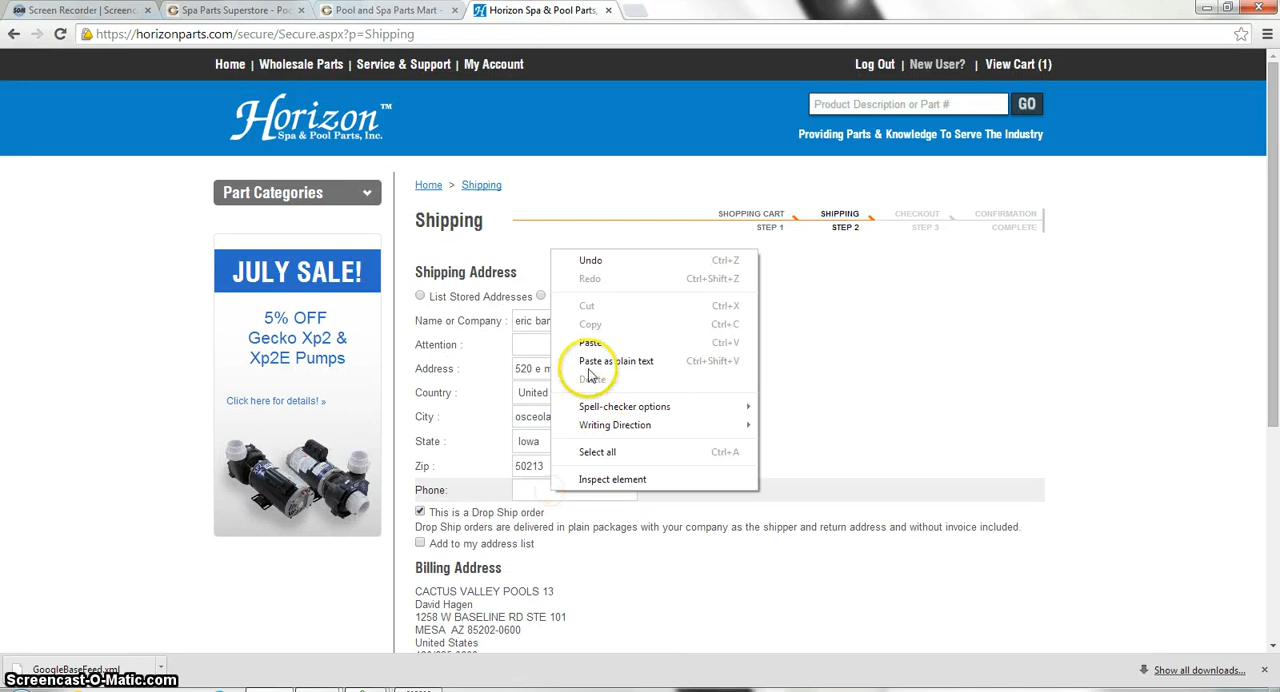 Screen Recorder | Screenc
Spa Parts Superstore - Po
Pool and Spa Parts Mart -
Horizon Spa & Pool Parts,
https://horizonparts.com/secure/Secure.aspx?p=Shipping
Home | Wholesale Parts | Service & Support | My Account
Log Out | New User? | View Cart (1)
Horizon™
Spa & Pool Parts, Inc.
Product Description or Part #
GO
Providing Parts & Knowledge To Serve The Industry
Part Categories
Home > Shipping
Shipping
SHOPPING CART
STEP 1
SHIPPING
STEP 2
CHECKOUT
STEP 3
CONFIRMATION
COMPLETE
JULY SALE!
5% OFF
Gecko Xp2 &
Xp2E Pumps
Click here for details! »
Shipping Address
List Stored Addresses
Name or Company : eric ban
Attention :
Address : 520 e m
Country : United
City : osceola
State : Iowa
Zip : 50213
Phone:
Undo Ctrl+Z
Redo Ctrl+Shift+Z
Cut Ctrl+X
Copy Ctrl+C
Paste Ctrl+V
Paste as plain text Ctrl+Shift+V
Delete
Spell-checker options
Writing Direction
Select all Ctrl+A
Inspect element
This is a Drop Ship order
Drop Ship orders are delivered in plain packages with your company as the shipper and return address and without invoice included.
Add to my address list
Billing Address
CACTUS VALLEY POOLS 13
David Hagen
1258 W BASELINE RD STE 101
MESA AZ 85202-0600
United States
GoogleBaseFeed.xml
Show all downloads...
Screencast-O-Matic.com